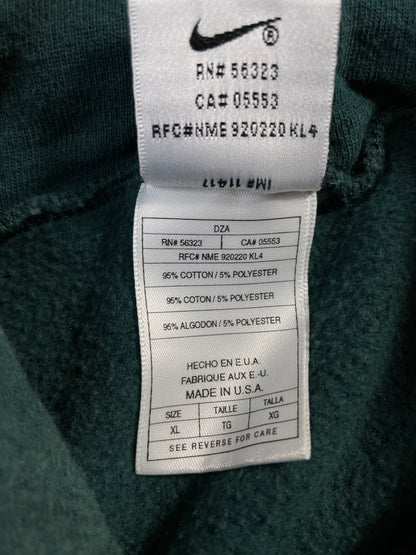 ®
RN# 56323
CA# 05553
RFC#NME 920220 KL4
IM# 11417
DZA
RN# 56323 CA# 05553
RFC# NME 920220 KL4
95% COTTON / 5% POLYESTER
95% COTON / 5% POLYESTER
95% ALGODON / 5% POLYESTER
HECHO EN E.U.A.
FABRIQUE AUX E.-U.
MADE IN U.S.A.
SIZE TAILLE TALLA
XL TG XG
SEE REVERSE FOR CARE